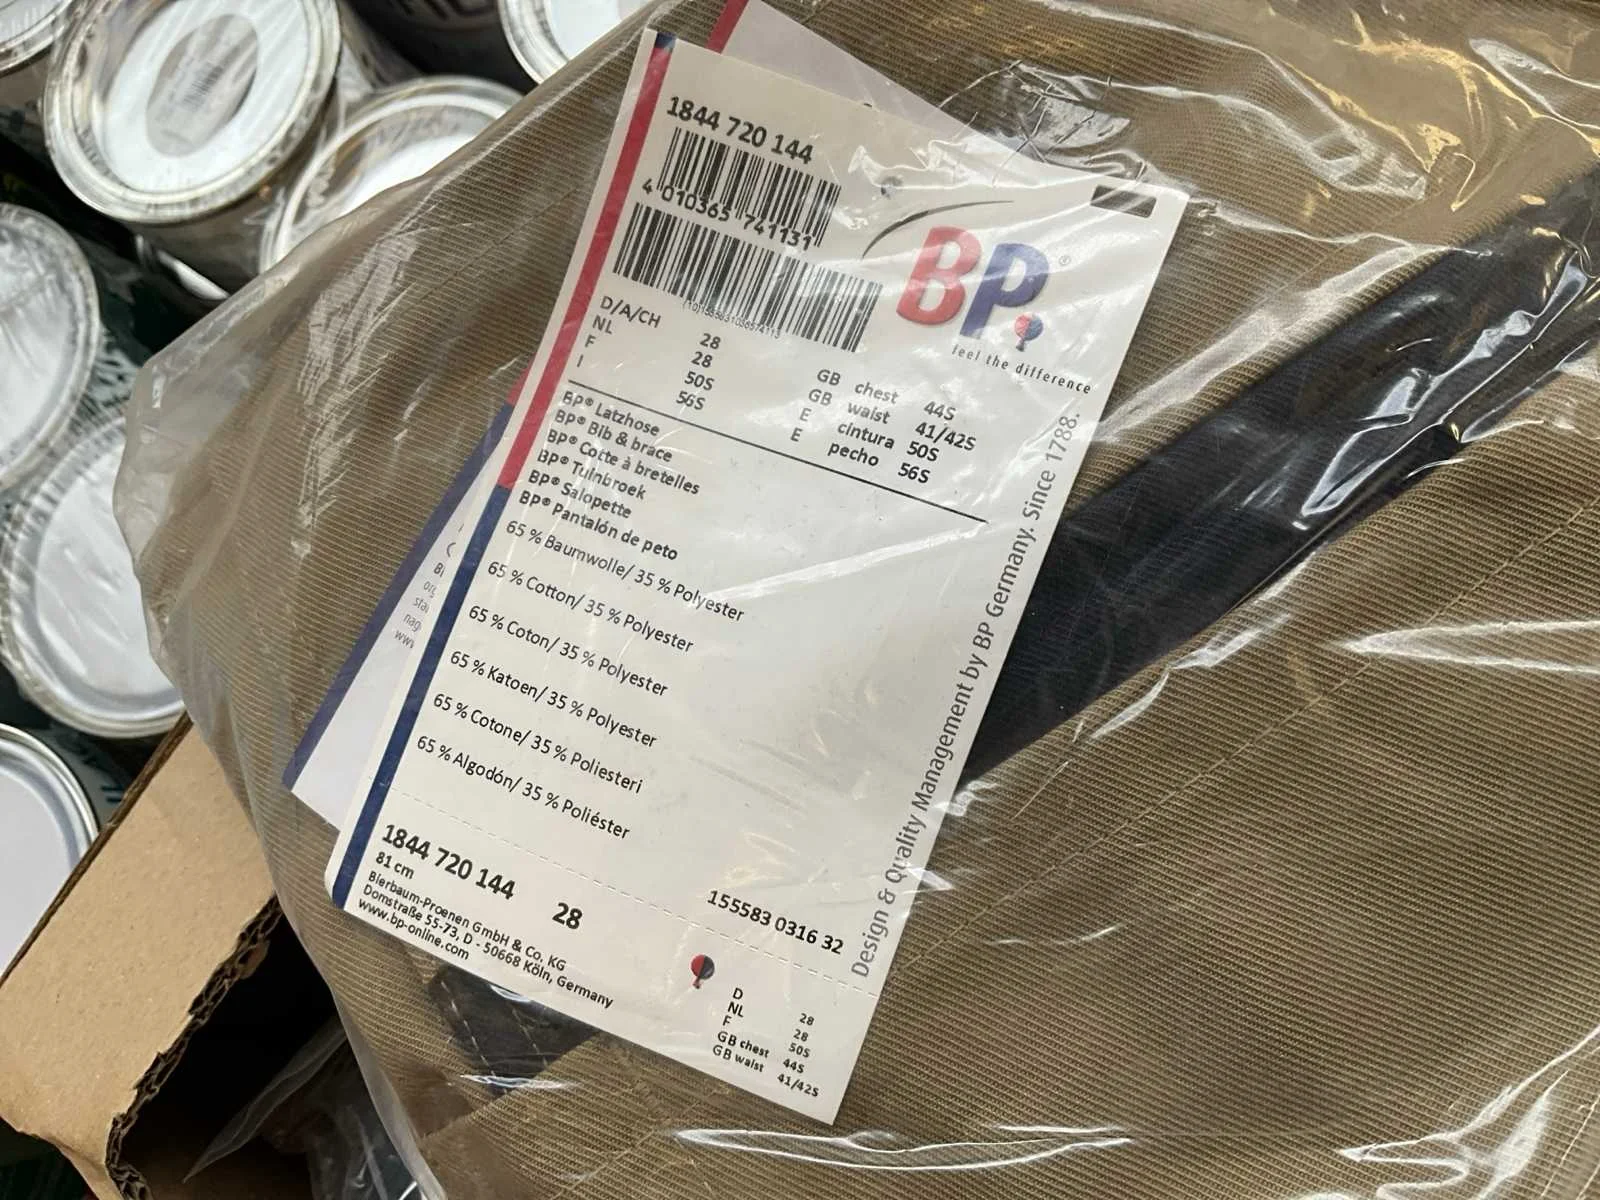 1844 720 144
4 010365 741131
BP®
feel the difference
D/A/CH 28
NL 28
F 50S
I 56S
GB chest 44S
GB waist 41/42S
E cintura 50S
E pecho 56S
BP® Latzhose
BP® Bib & brace
BP® Cotte à bretelles
BP® Tuinbroek
BP® Salopette
BP® Pantalón de peto
65 % Baumwolle/ 35 % Polyester
65 % Cotton/ 35 % Polyester
65 % Coton/ 35 % Polyester
65 % Katoen/ 35 % Polyester
65 % Cotone/ 35 % Poliesteri
65 % Algodón/ 35 % Poliéster
Design & Quality Management by BP Germany. Since 1788.
1844 720 144
81 cm
28
155583 0316 32
Bierbaum-Proenen GmbH & Co. KG
Domstraße 55-73, D - 50668 Köln, Germany
www.bp-online.com
D 28
NL 28
F 50S
GB chest 44S
GB waist 41/42S